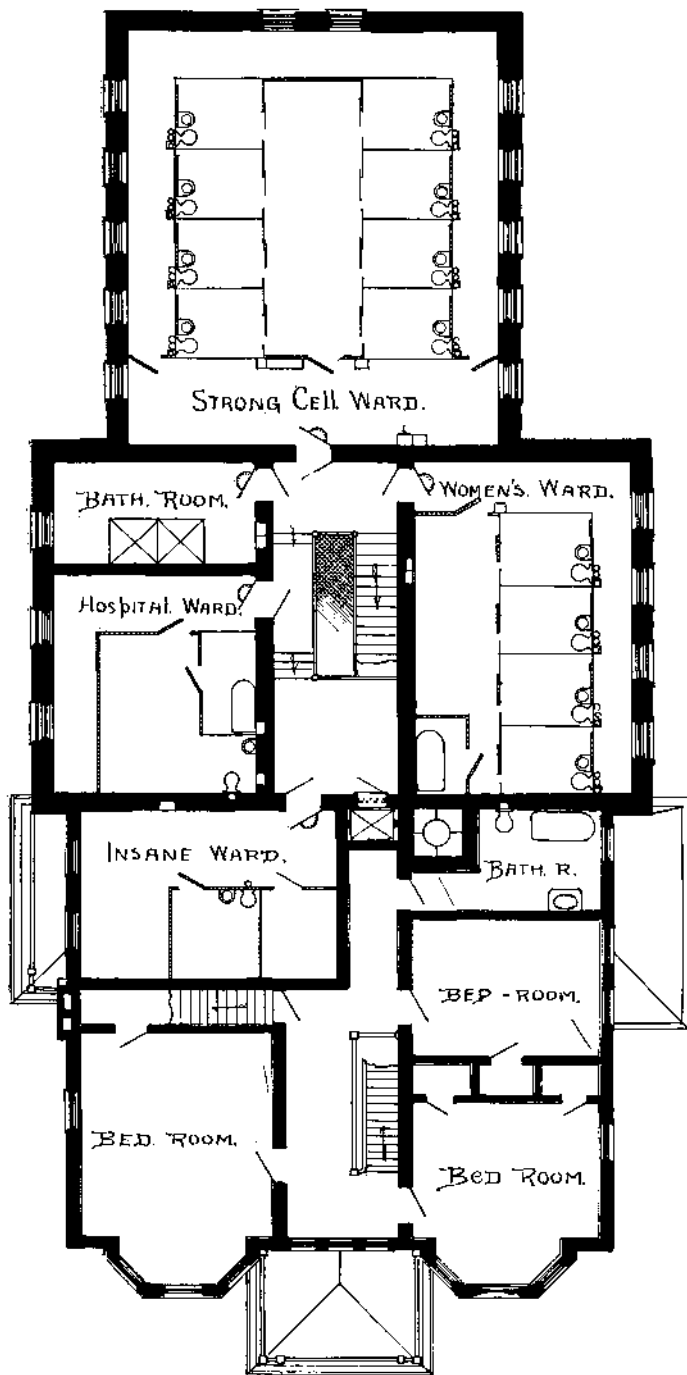 STRONG CELL WARD.
BATH. ROOM.
WOMEN'S. WARD.
HOSPITAL WARD.
INSANE WARD.
BATH. R.
BED-ROOM.
BED. ROOM.
BED ROOM.